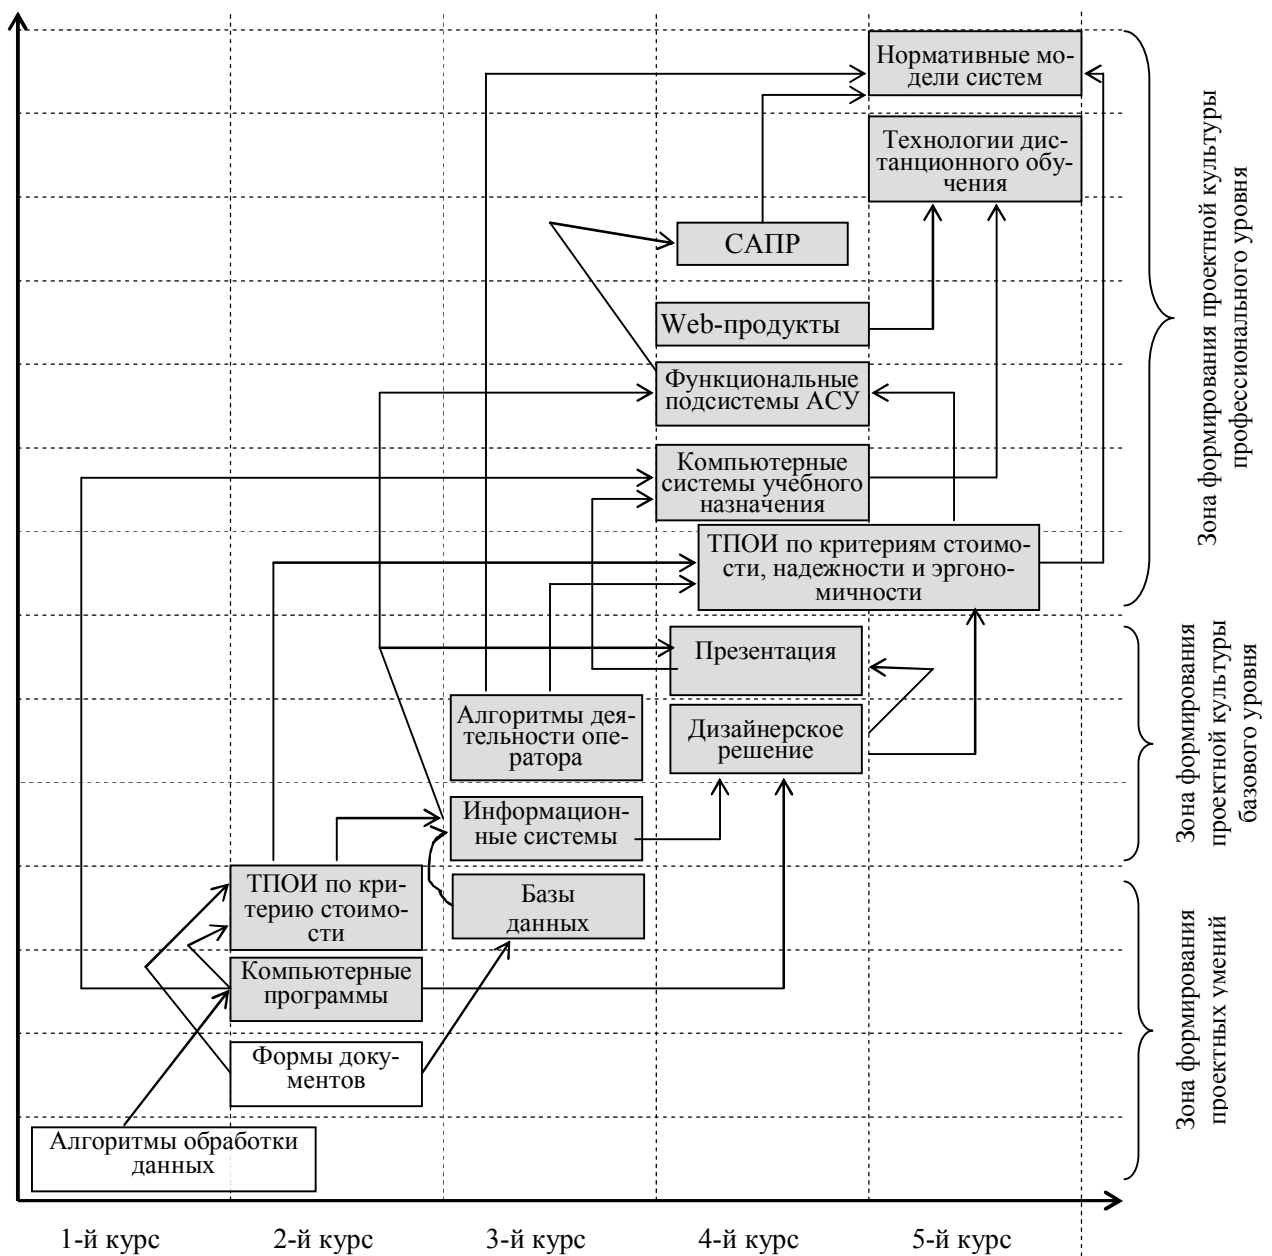 Нормативные мо-
дели систем
Технологии дис-
танционного обу-
чения
САПР
Web-продукты
Функциональные
подсистемы АСУ
Компьютерные
системы учебного
назначения
ТПОИ по критериям стоимо-
сти, надежности и эргоно-
мичности
Зона формирования проектной культуры
профессионального уровня
Презентация
Алгоритмы дея-
тельности опе-
ратора
Дизайнерское
решение
Информацион-
ные системы
Зона формирования
проектной культуры
базового уровня
ТПОИ по кри-
терию стоимо-
сти
Базы
данных
Компьютерные
программы
Формы доку-
ментов
Алгоритмы обработки
данных
Зона формирования
проектных умений
1-й курс
2-й курс
3-й курс
4-й курс
5-й курс